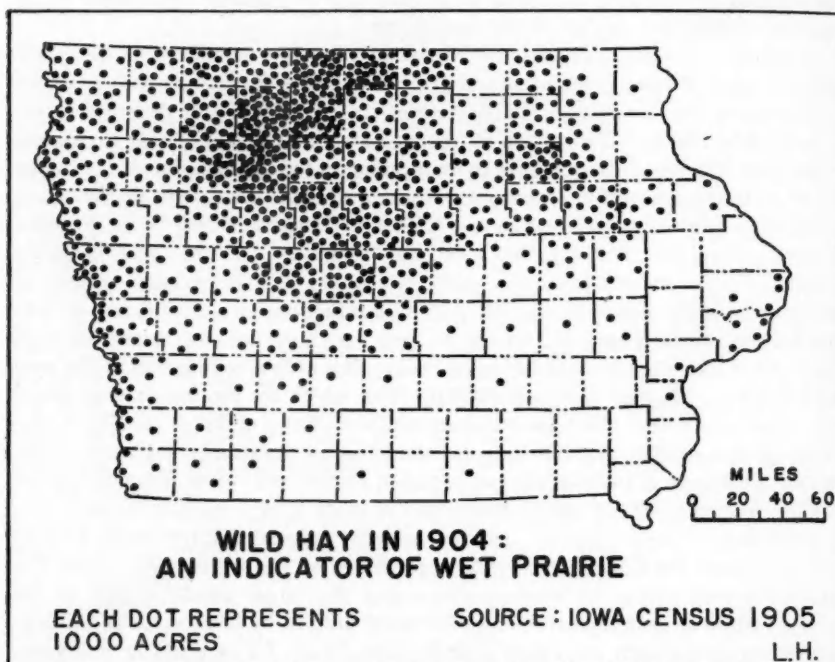 MILES
0 20 40 60
WILD HAY IN 1904:
AN INDICATOR OF WET PRAIRIE
EACH DOT REPRESENTS
1000 ACRES
SOURCE: IOWA CENSUS 1905
L.H.